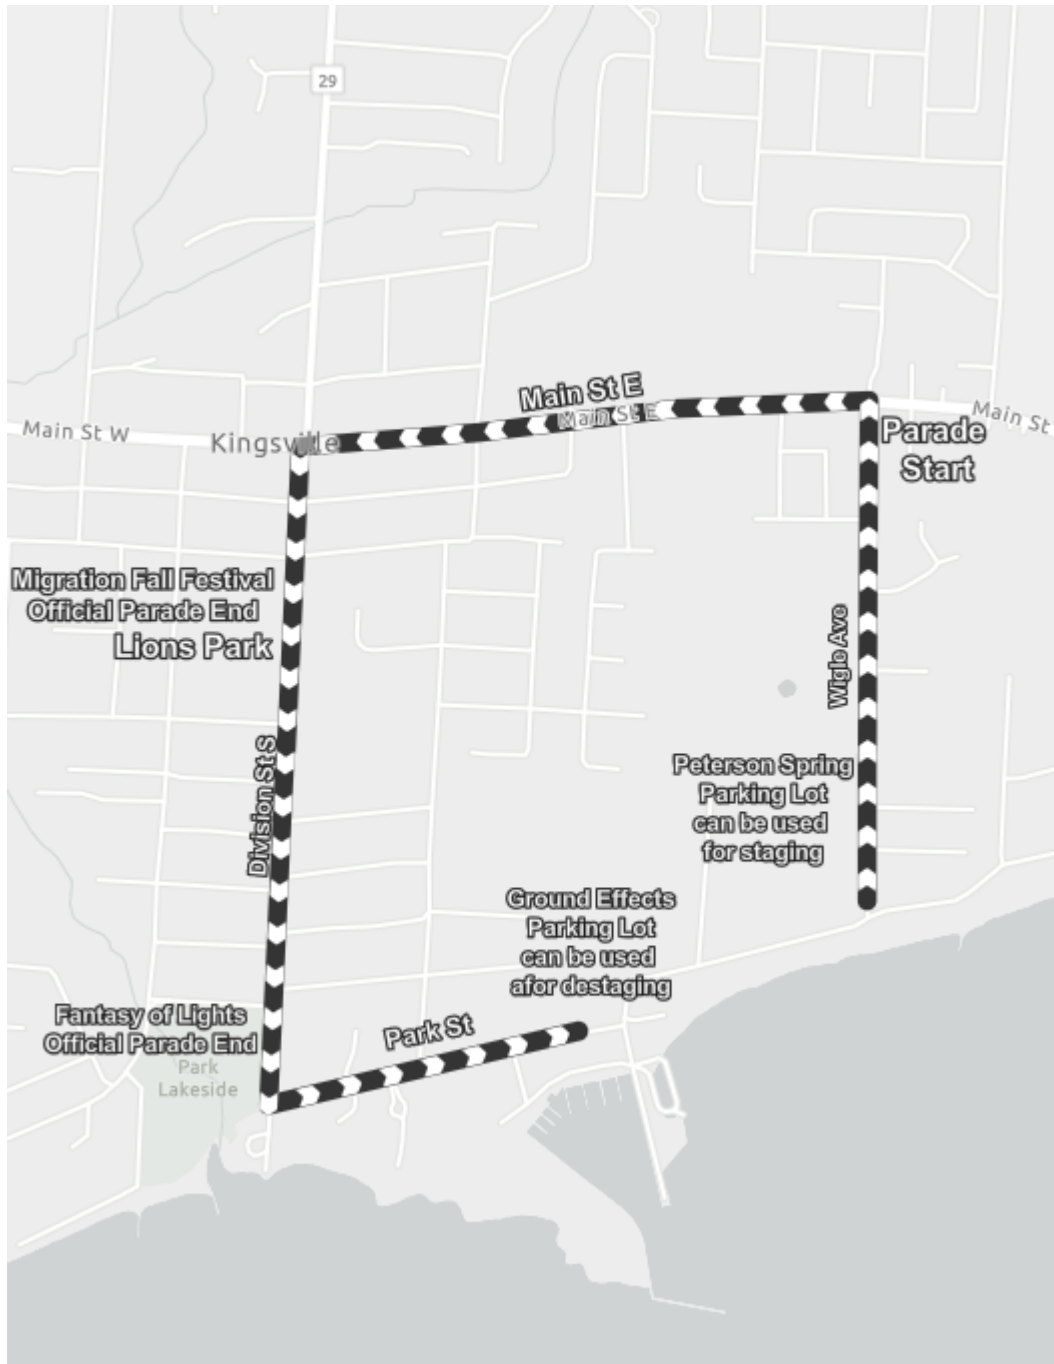 29
Main St E
Main St E
Main St W
Kingsville
Main St
Parade
Start
Migration Fall Festival
Official Parade End
Lions Park
Wigle Ave
Division St S
Peterson Spring
Parking Lot
can be used
for staging
Ground Effects
Parking Lot
can be used
afor destaging
Fantasy of Lights
Official Parade End
Park St
Park
Lakeside